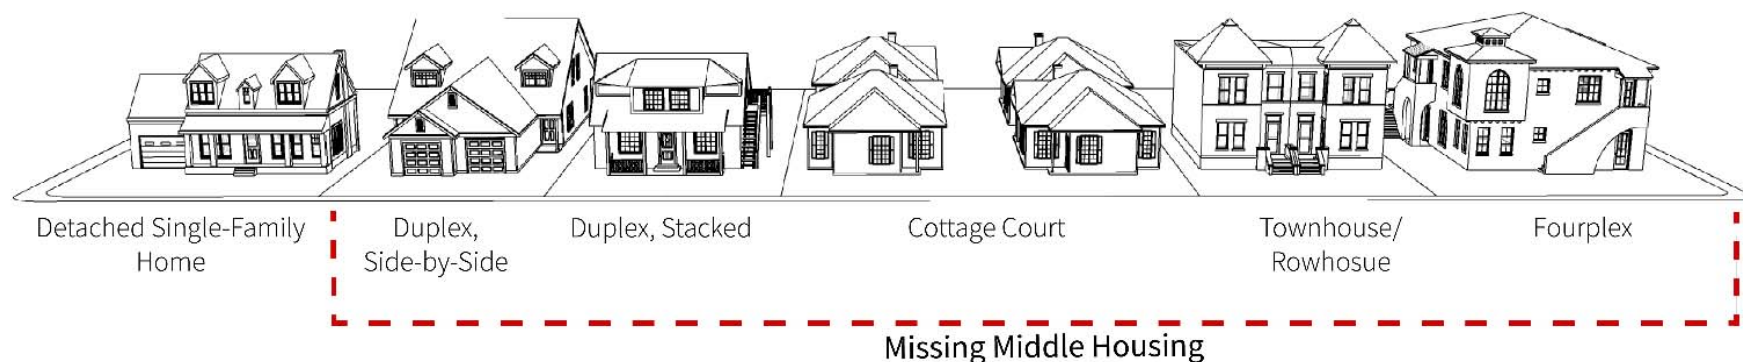 Detached Single-Family
Home
Duplex,
Side-by-Side
Duplex, Stacked
Cottage Court
Townhouse/
Rowhosue
Fourplex
Missing Middle Housing